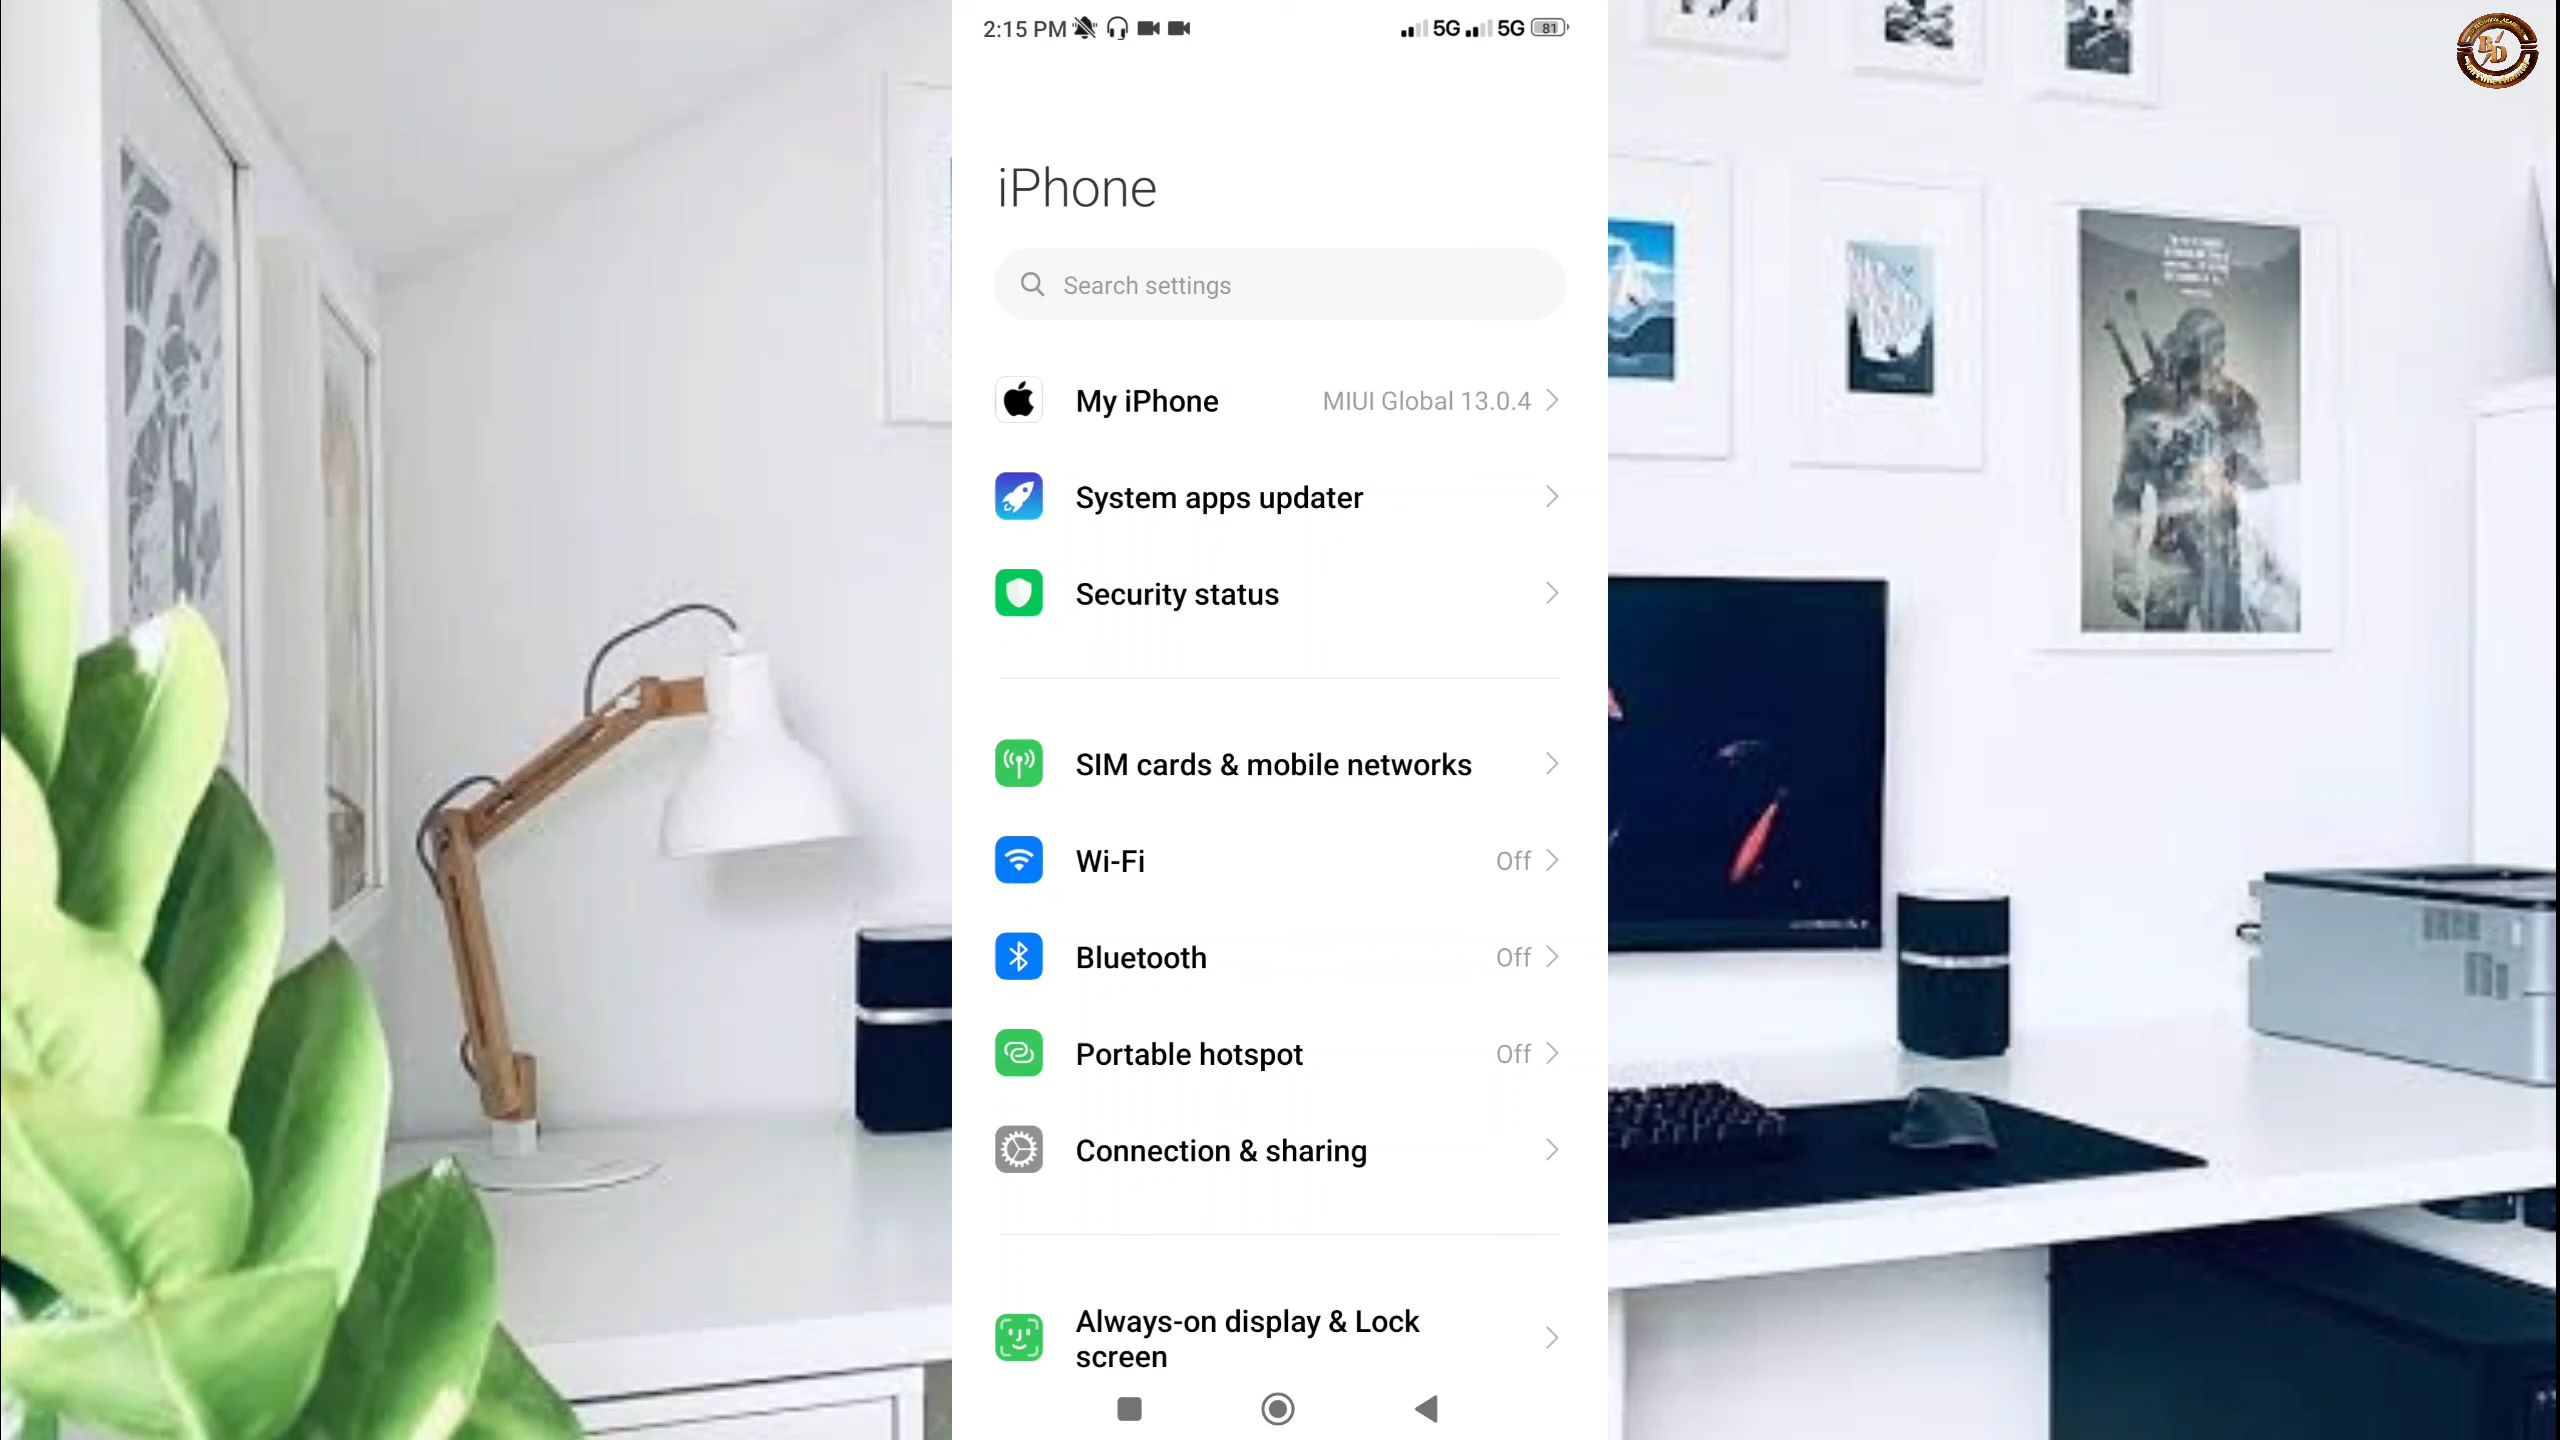 2:15 PM 5G 5G 81
iPhone
Search settings
My iPhone MIUI Global 13.0.4
System apps updater
Security status
SIM cards & mobile networks
Wi-Fi Off
Bluetooth Off
Portable hotspot Off
Connection & sharing
Always-on display & Lock
screen
BD